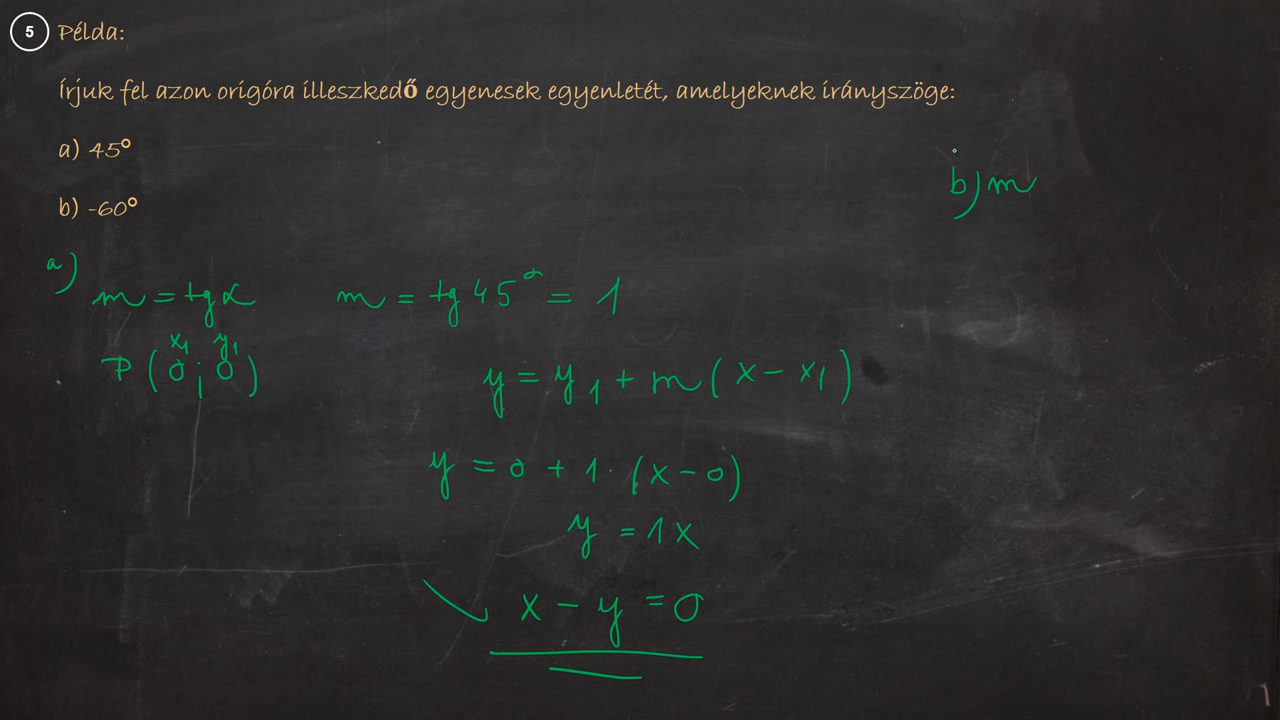 5 Példa:
Írjuk fel azon origóra illeszkedő egyenesek egyenletét, amelyeknek irányszöge:
a) 45°
b) -60°
a)
m = tg α
m = tg 45° = 1
P(0;0)
x1 y1
y = y1 + m(x - x1)
y = 0 + 1·(x - 0)
y = 1x
x - y = 0
b) m